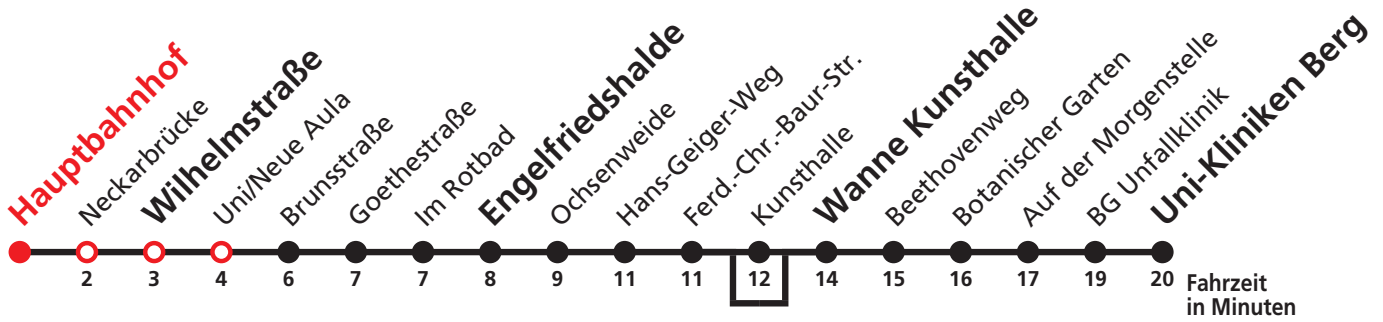 Hauptbahnhof
Neckarbrücke
Wilhelmstraße
Uni/Neue Aula
Brunsstraße
Goethestraße
Im Rotbad
Engelfriedshalde
Ochsenweide
Hans-Geiger-Weg
Ferd.-Chr.-Baur-Str.
Kunsthalle
Wanne Kunsthalle
Beethovenweg
Botanischer Garten
Auf der Morgenstelle
BG Unfallklinik
Uni-Kliniken Berg
2 3 4 6 7 7 8 9 11 11 12 14 15 16 17 19 20
Fahrzeit
in Minuten